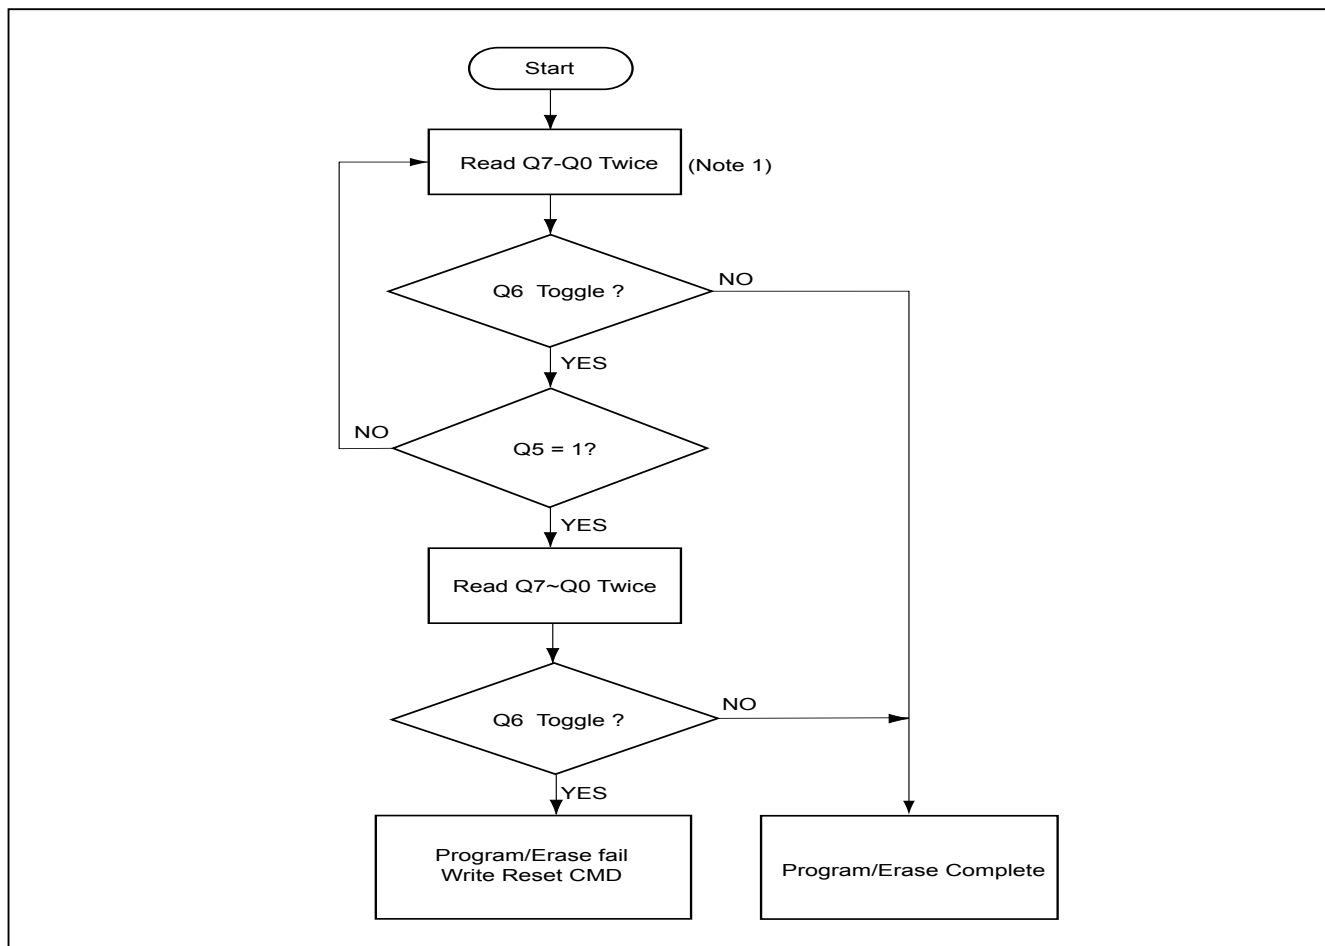 Start
Read Q7-Q0 Twice
(Note 1)
Q6 Toggle ?
NO
YES
NO
Q5 = 1?
YES
Read Q7~Q0 Twice
Q6 Toggle ?
NO
YES
Program/Erase fail
Write Reset CMD
Program/Erase Complete